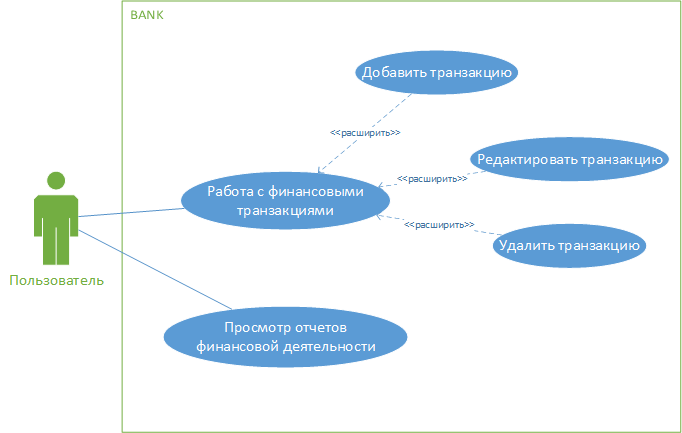 BANK
Добавить транзакцию
<<расширить>>
Редактировать транзакцию
<<расширить>>
Работа с финансовыми
транзакциями
<<расширить>>
Удалить транзакцию
Пользователь
Просмотр отчетов
финансовой деятельности